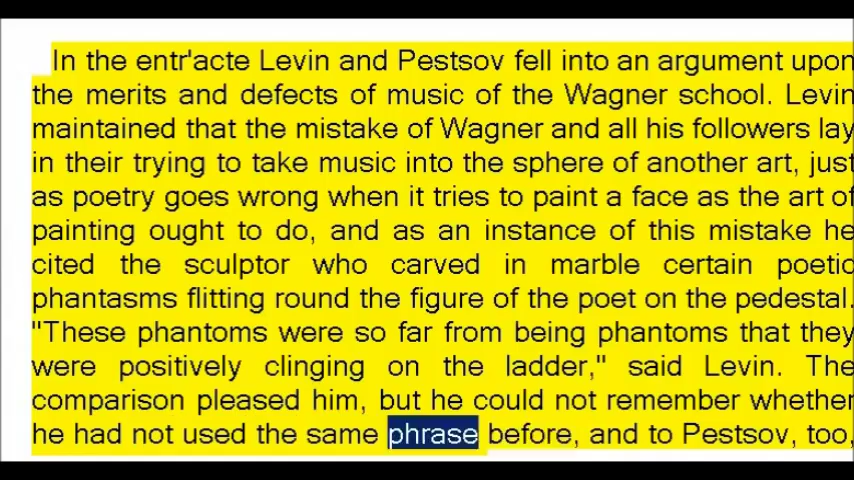 In the entr'acte Levin and Pestsov fell into an argument upon
the merits and defects of music of the Wagner school. Levin
maintained that the mistake of Wagner and all his followers lay
in their trying to take music into the sphere of another art, just
as poetry goes wrong when it tries to paint a face as the art of
painting ought to do, and as an instance of this mistake he
cited the sculptor who carved in marble certain poetic
phantasms flitting round the figure of the poet on the pedestal.
"These phantoms were so far from being phantoms that they
were positively clinging on the ladder," said Levin. The
comparison pleased him, but he could not remember whether
he had not used the same phrase before, and to Pestsov, too,